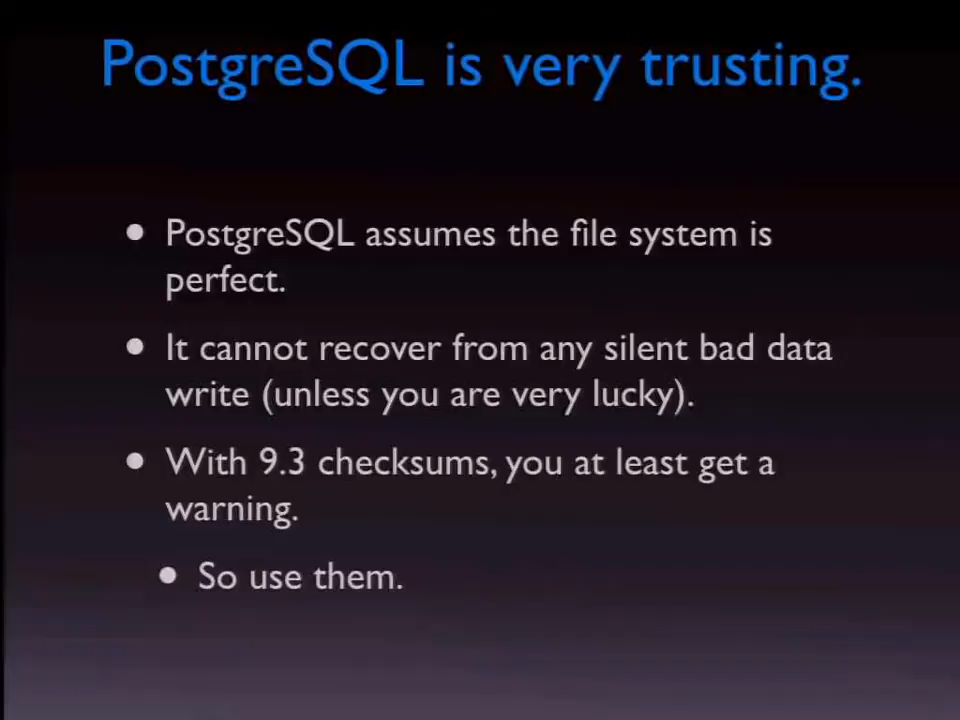 PostgreSQL is very trusting.
• PostgreSQL assumes the file system is
perfect.
• It cannot recover from any silent bad data
write (unless you are very lucky).
• With 9.3 checksums, you at least get a
warning.
• So use them.